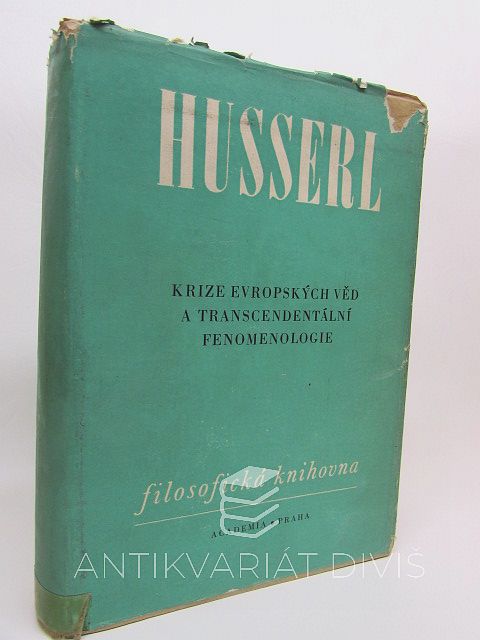 HUSSERL
KRIZE EVROPSKÝCH VĚD
A TRANSCENDENTÁLNÍ
FENOMENOLOGIE
filosofická knihovna
ACADEMIA • PRAHA
ANTIKVARIÁT DIVIŠ